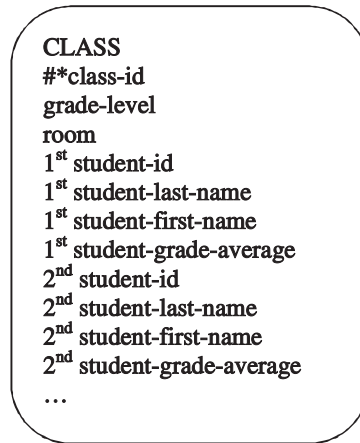 CLASS
#*class-id
grade-level
room
1st student-id
1st student-last-name
1st student-first-name
1st student-grade-average
2nd student-id
2nd student-last-name
2nd student-first-name
2nd student-grade-average
...